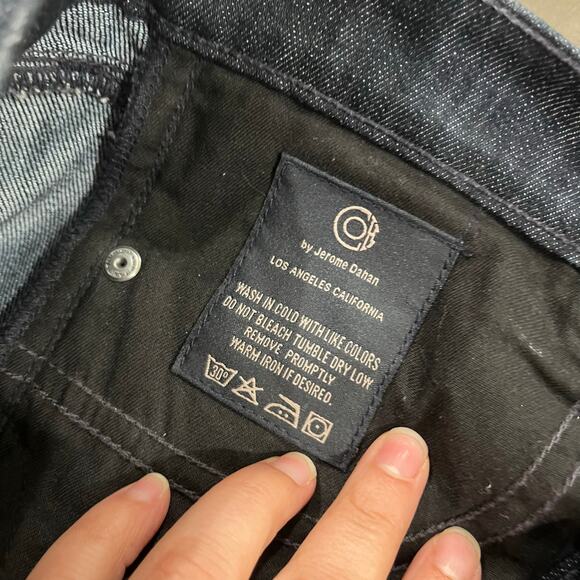 by Jerome Dahan
LOS ANGELES CALIFORNIA
WASH IN COLD WITH LIKE COLORS
DO NOT BLEACH TUMBLE DRY LOW
REMOVE PROMPTLY
WARM IRON IF DESIRED.
30°